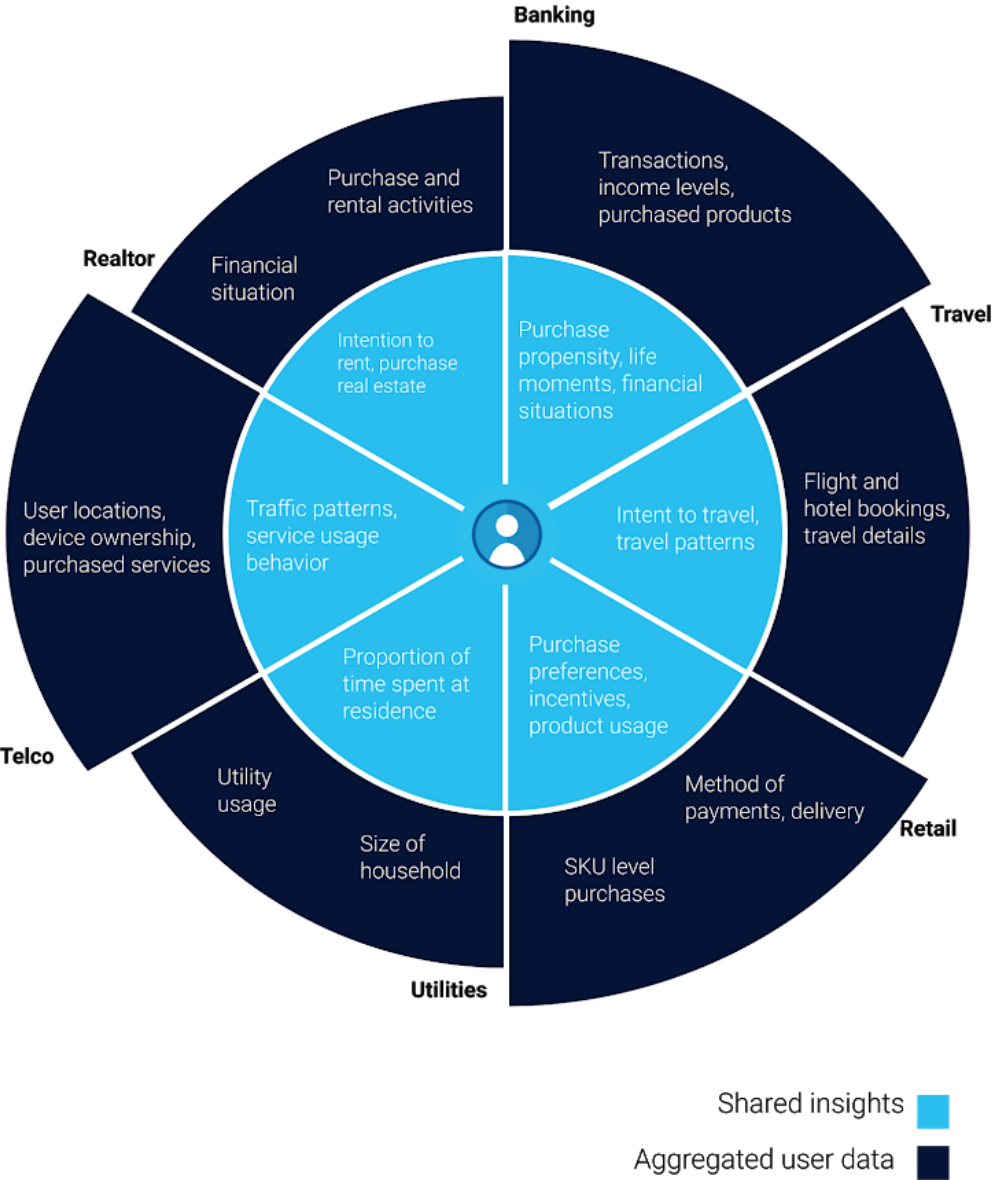 Banking
Transactions,
income levels,
purchased products
Purchase and
rental activities
Realtor
Financial
situation
Travel
Purchase
propensity, life
moments, financial
situations
Intention to
rent, purchase
real estate
Flight and
hotel bookings,
travel details
User locations,
device ownership,
purchased services
Traffic patterns,
service usage
behavior
Intent to travel,
travel patterns
Proportion of
time spent at
residence
Purchase
preferences,
incentives,
product usage
Telco
Utility
usage
Size of
household
Method of
payments, delivery
Retail
SKU level
purchases
Utilities
Shared insights
Aggregated user data